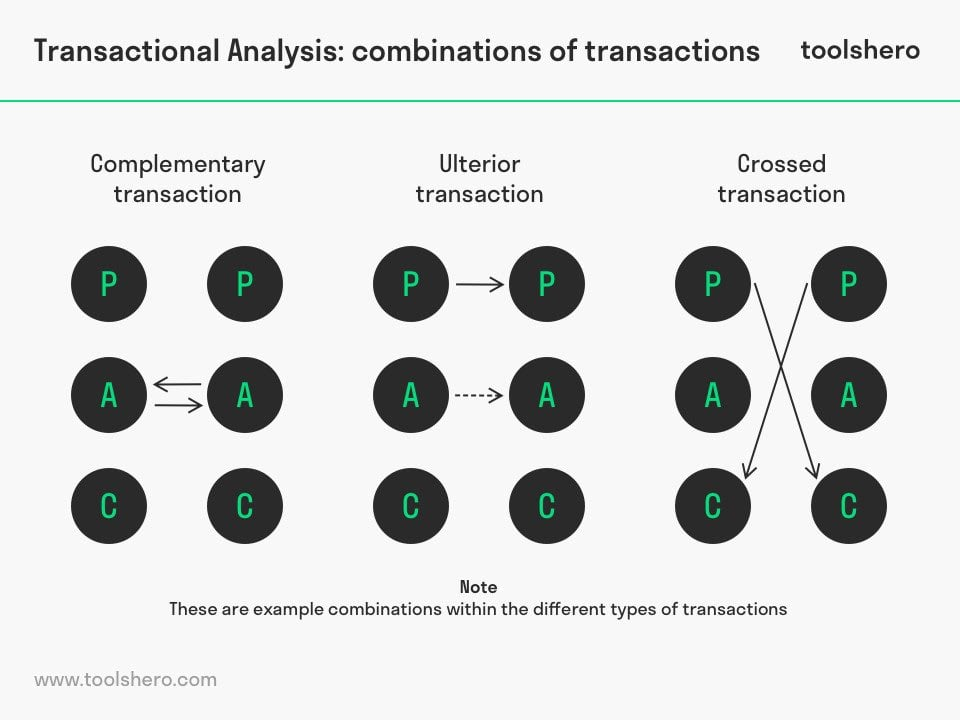 Transactional Analysis: combinations of transactions
toolshero
Complementary
transaction
Ulterior
transaction
Crossed
transaction
P P P P P P
A A A A A A
C C C C C C
Note
These are example combinations within the different types of transactions
www.toolshero.com